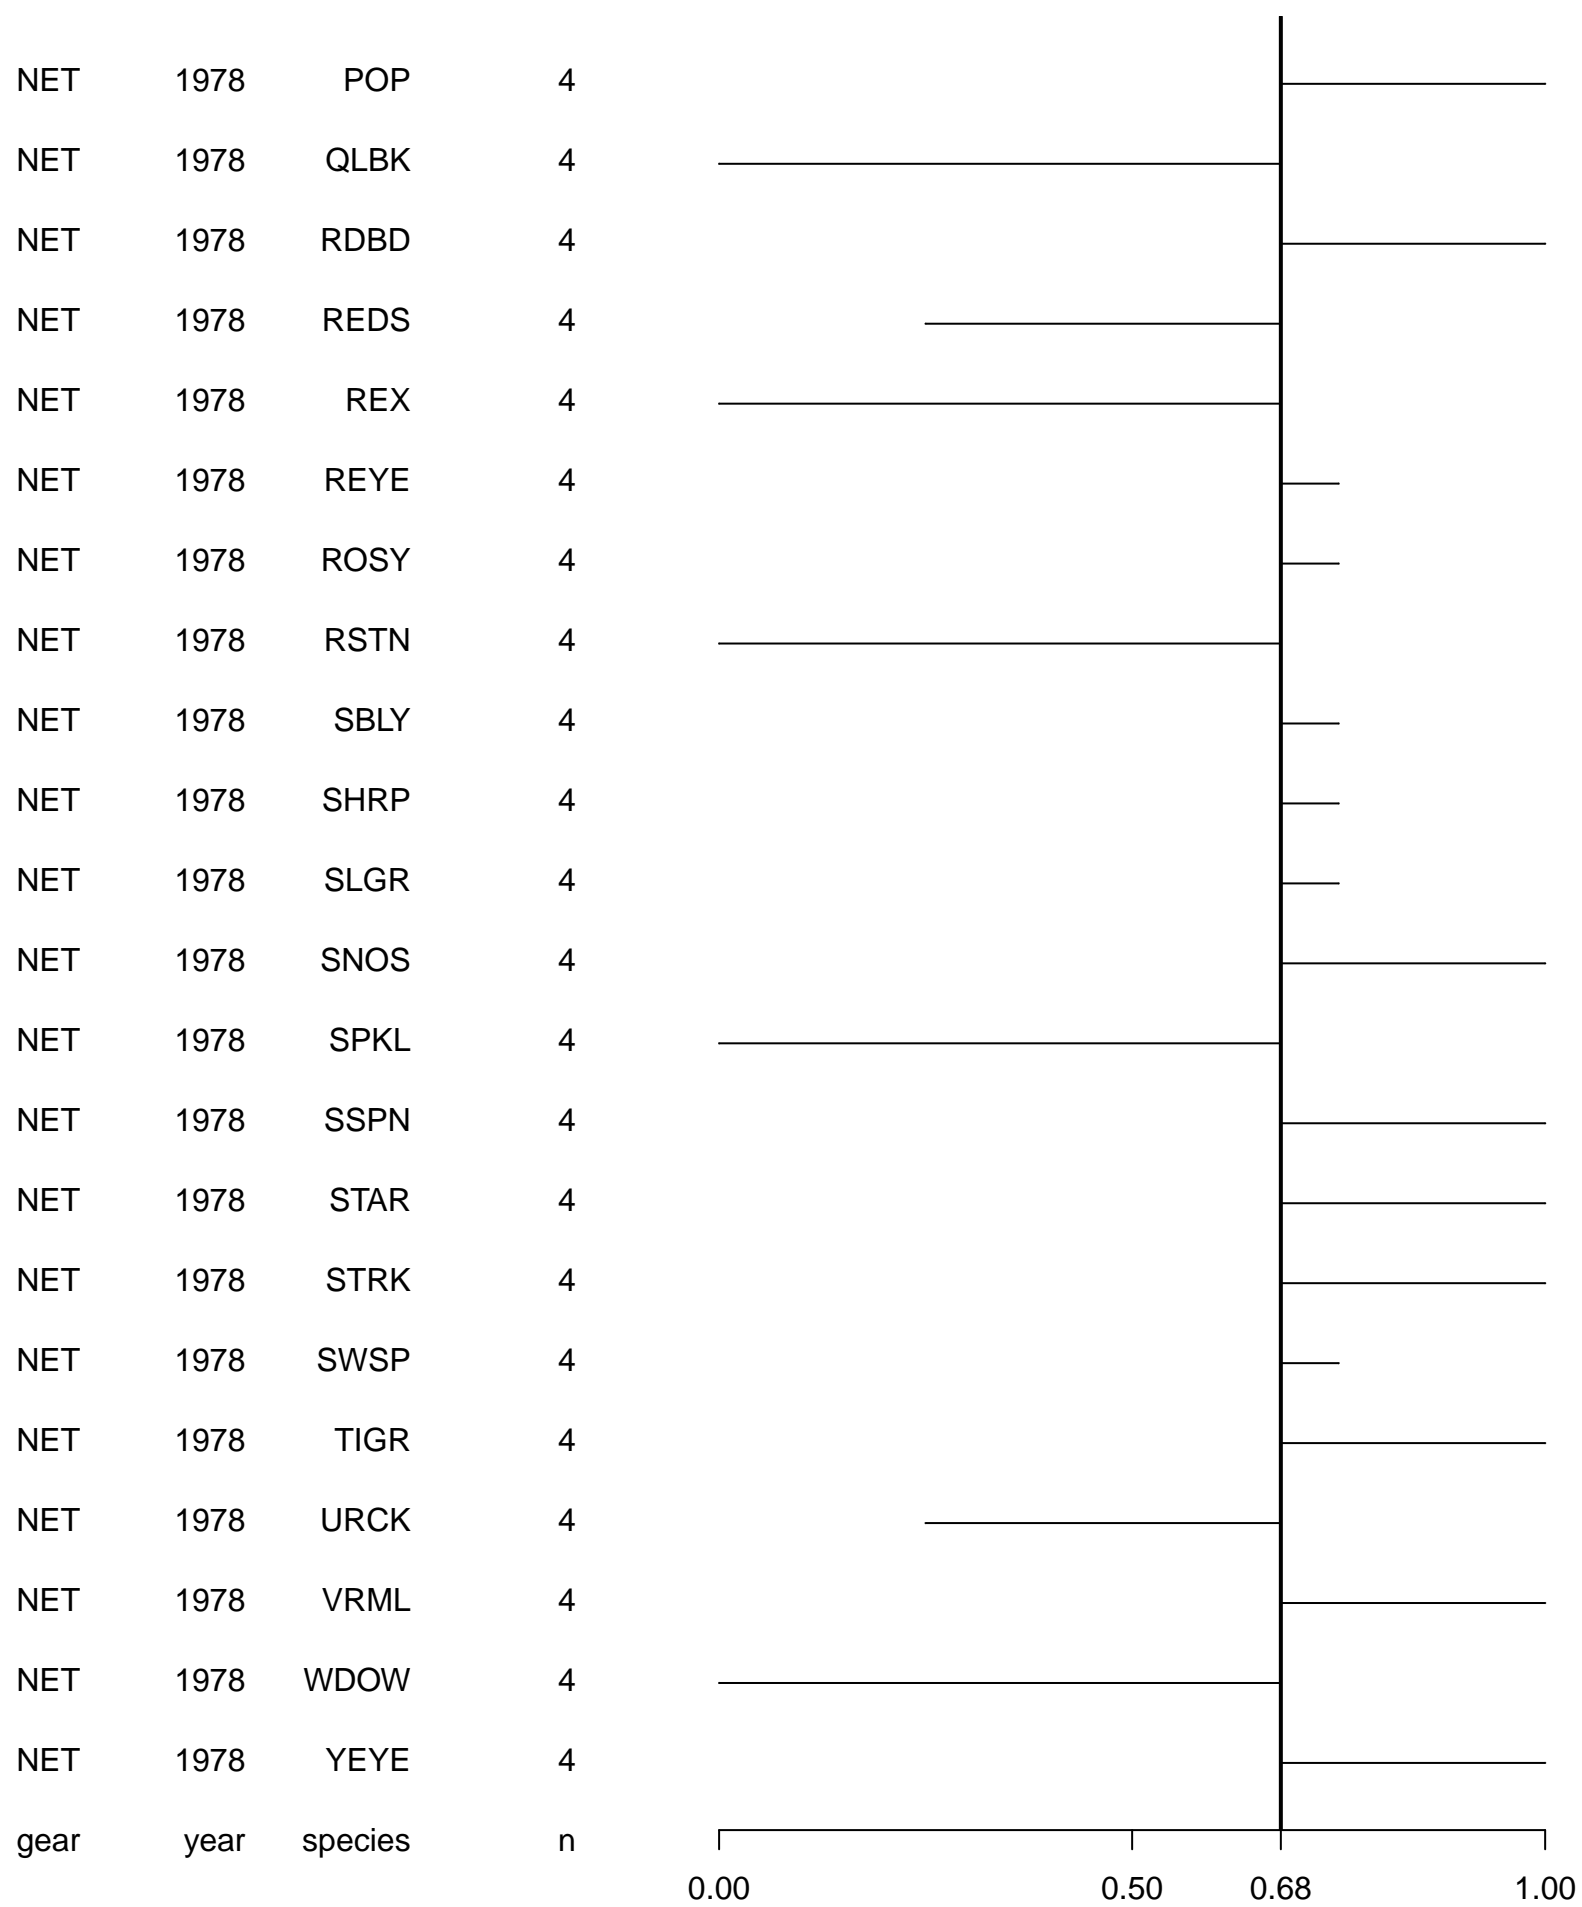 NET 1978 POP 4
NET 1978 QLBK 4
NET 1978 RDBD 4
NET 1978 REDS 4
NET 1978 REX 4
NET 1978 REYE 4
NET 1978 ROSY 4
NET 1978 RSTN 4
NET 1978 SBLY 4
NET 1978 SHRP 4
NET 1978 SLGR 4
NET 1978 SNOS 4
NET 1978 SPKL 4
NET 1978 SSPN 4
NET 1978 STAR 4
NET 1978 STRK 4
NET 1978 SWSP 4
NET 1978 TIGR 4
NET 1978 URCK 4
NET 1978 VRML 4
NET 1978 WDOW 4
NET 1978 YEYE 4
gear year species n
0.00 0.50 0.68 1.00